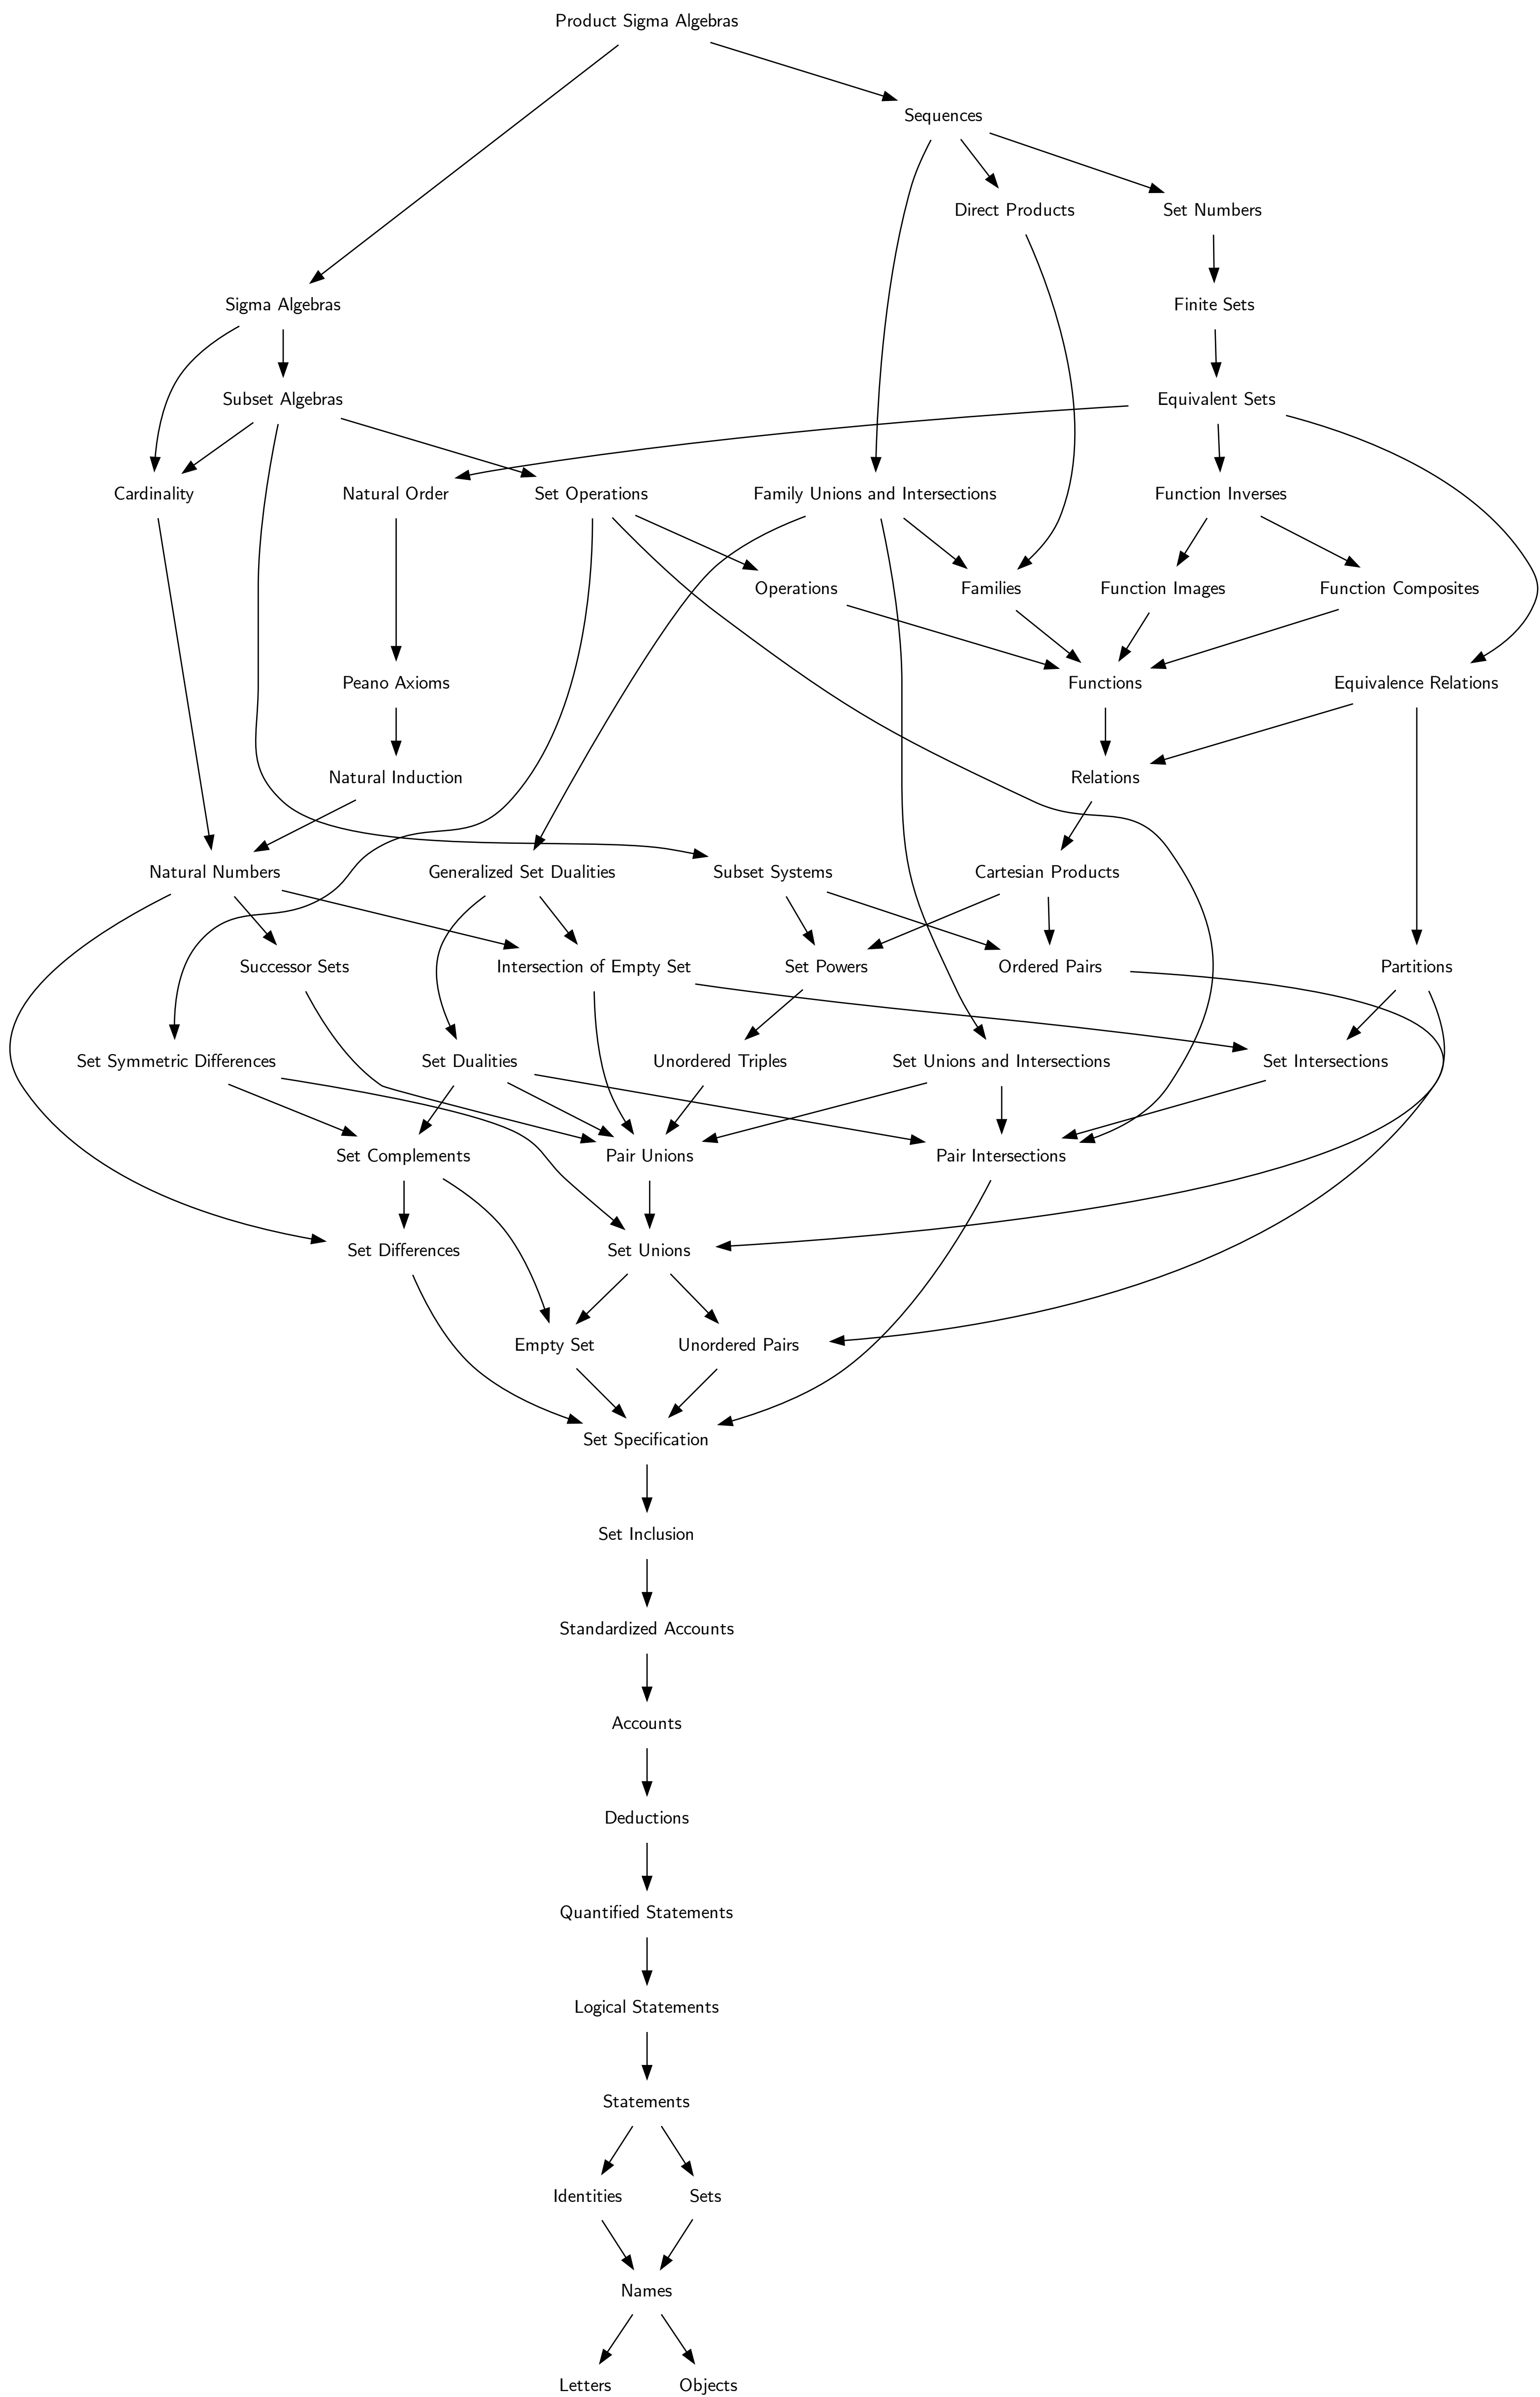 Product Sigma Algebras
Sequences
Direct Products
Set Numbers
Sigma Algebras
Finite Sets
Subset Algebras
Equivalent Sets
Cardinality
Natural Order
Set Operations
Family Unions and Intersections
Function Inverses
Operations
Families
Function Images
Function Composites
Peano Axioms
Functions
Equivalence Relations
Natural Induction
Relations
Natural Numbers
Generalized Set Dualities
Subset Systems
Cartesian Products
Successor Sets
Intersection of Empty Set
Set Powers
Ordered Pairs
Partitions
Set Symmetric Differences
Set Dualities
Unordered Triples
Set Unions and Intersections
Set Intersections
Set Complements
Pair Unions
Pair Intersections
Set Differences
Set Unions
Empty Set
Unordered Pairs
Set Specification
Set Inclusion
Standardized Accounts
Accounts
Deductions
Quantified Statements
Logical Statements
Statements
Identities
Sets
Names
Letters
Objects